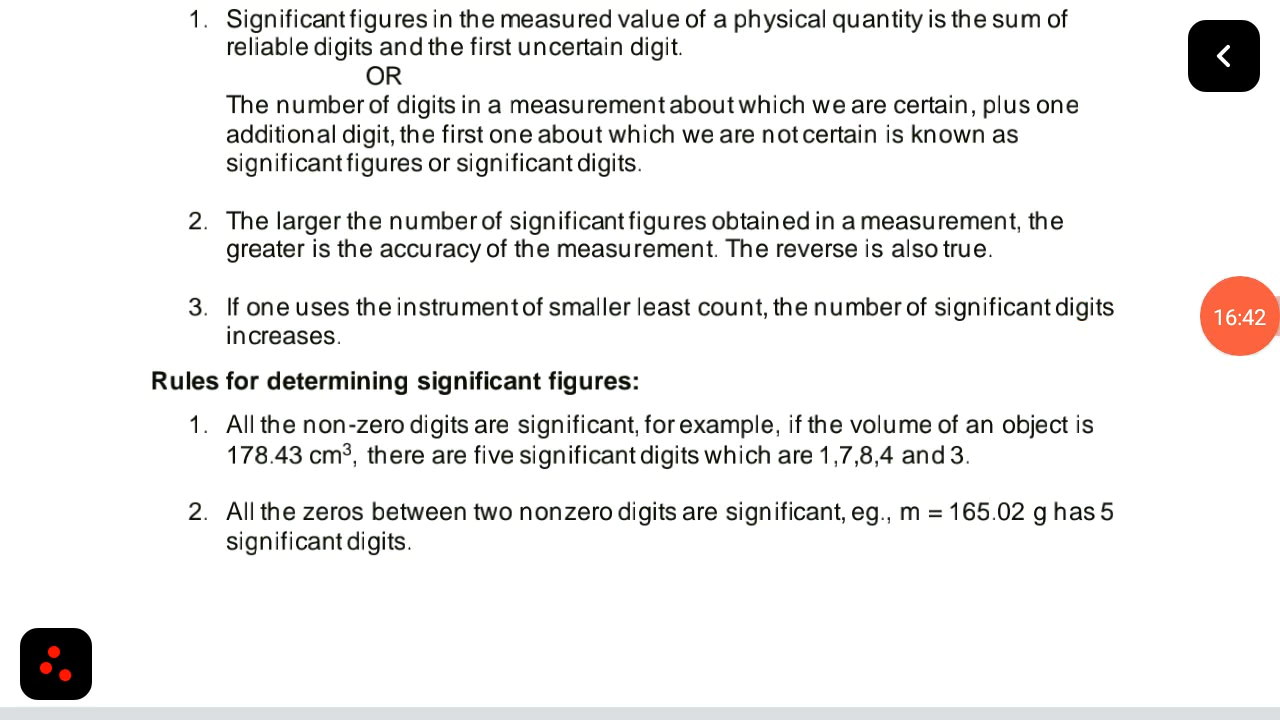 1. Significant figures in the measured value of a physical quantity is the sum of
reliable digits and the first uncertain digit.
OR
The number of digits in a measurement about which we are certain, plus one
additional digit, the first one about which we are not certain is known as
significant figures or significant digits.
2. The larger the number of significant figures obtained in a measurement, the
greater is the accuracy of the measurement. The reverse is also true.
3. If one uses the instrument of smaller least count, the number of significant digits
increases.
16:42
Rules for determining significant figures:
1. All the non-zero digits are significant, for example, if the volume of an object is
178.43 cm³, there are five significant digits which are 1,7,8,4 and 3.
2. All the zeros between two nonzero digits are significant, eg., m = 165.02 g has 5
significant digits.